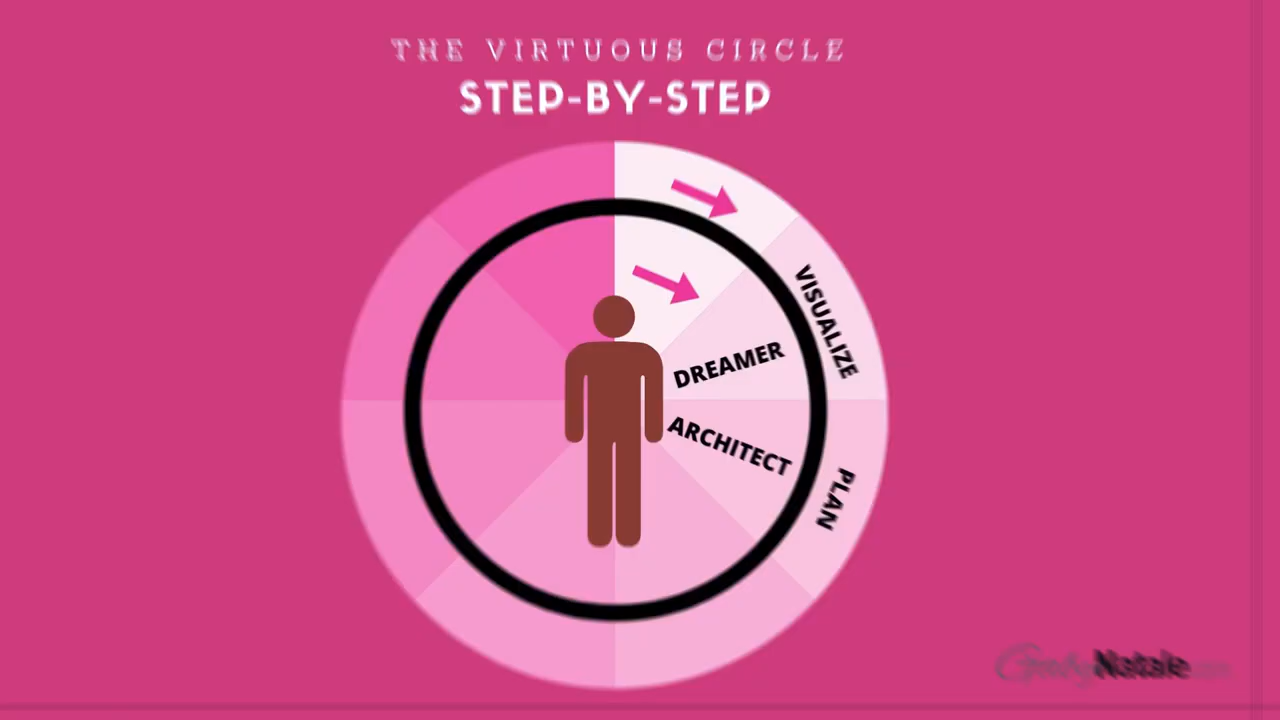 THE VIRTUOUS CIRCLE
STEP-BY-STEP
VISUALIZE
DREAMER
ARCHITECT
PLAN
Natale